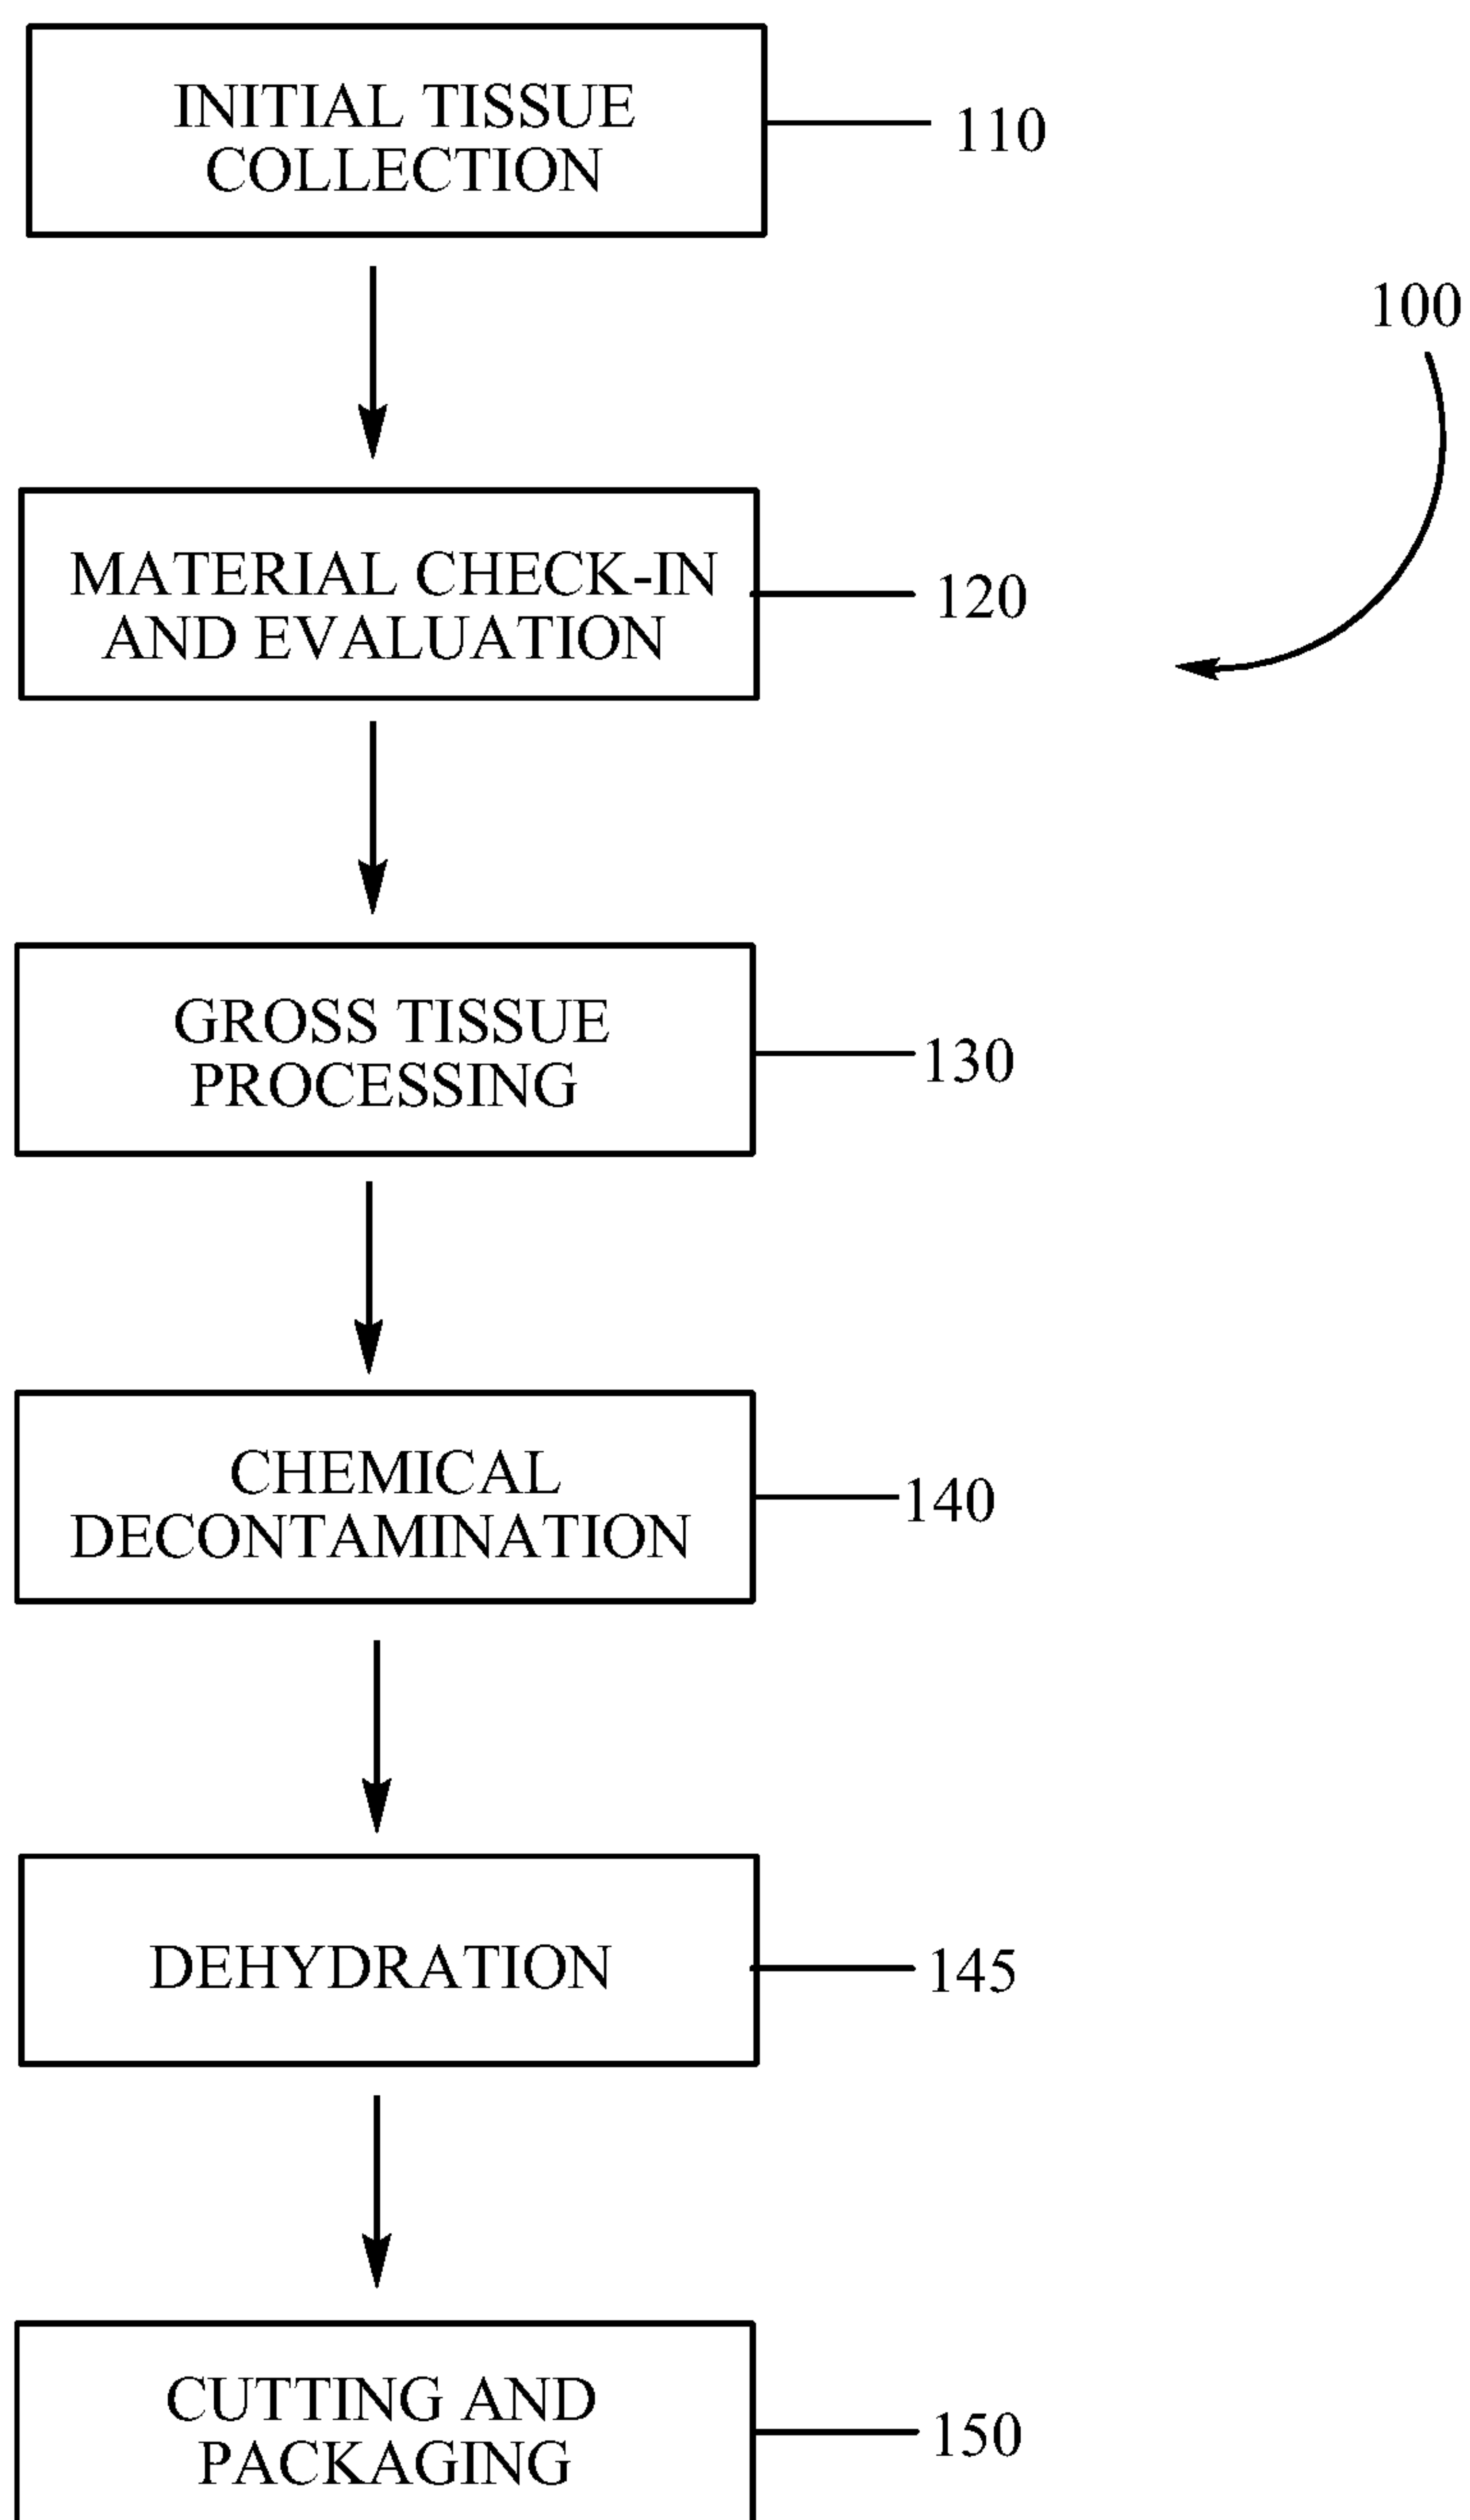 INITIAL TISSUE
COLLECTION
110
100
MATERIAL CHECK-IN
AND EVALUATION
120
GROSS TISSUE
PROCESSING
130
CHEMICAL
DECONTAMINATION
140
DEHYDRATION
145
CUTTING AND
PACKAGING
150